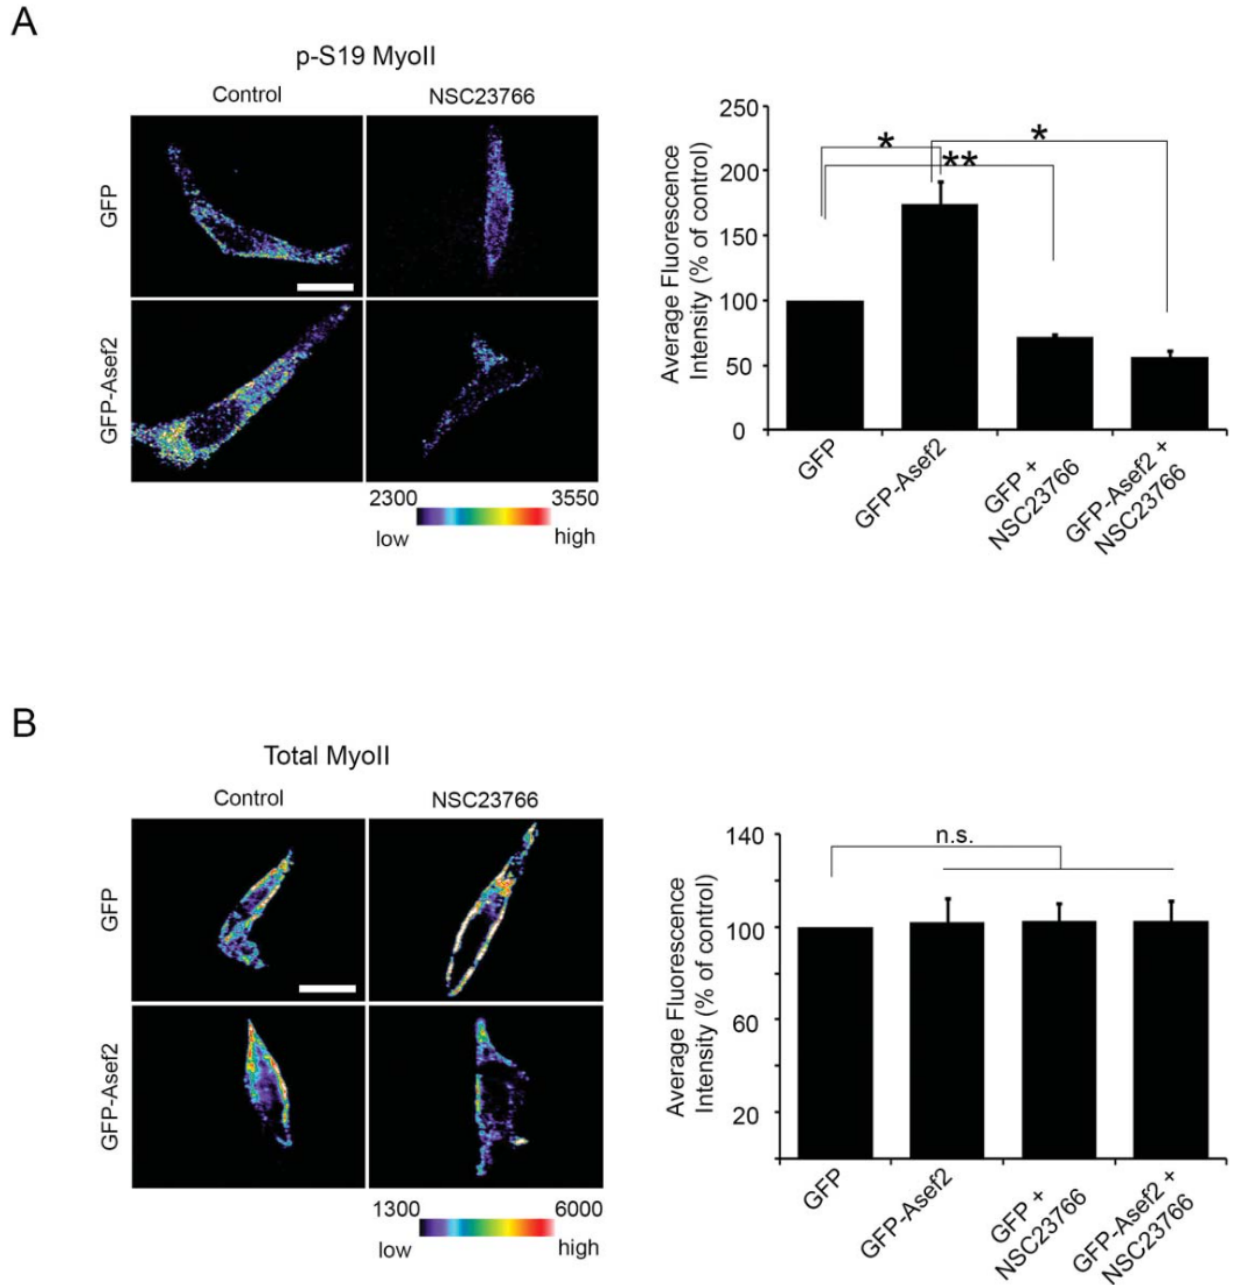 A
p-S19 MyoII
Control
NSC23766
GFP
GFP-Asef2
2300
3550
low
high
Average Fluorescence
Intensity (% of control)
250
200
150
100
50
0
*
**
*
GFP
GFP-Asef2
GFP +
NSC23766
GFP-Asef2 +
NSC23766
B
Total MyoII
Control
NSC23766
GFP
GFP-Asef2
1300
6000
low
high
Average Fluorescence
Intensity (% of control)
140
100
60
20
n.s.
GFP
GFP-Asef2
GFP +
NSC23766
GFP-Asef2 +
NSC23766